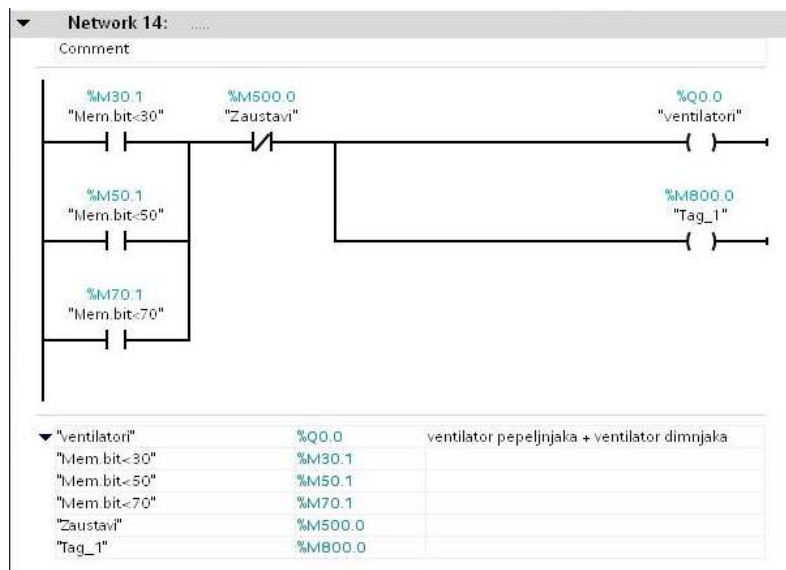 Network 14: .....
Comment
%M30.1
"Mem.bit<30"
%M500.0
"Zaustavi"
%Q0.0
"ventilatori"
%M50.1
"Mem.bit<50"
%M800.0
"Tag_1"
%M70.1
"Mem.bit<70"
"ventilatori" %Q0.0 ventilator pepeljnjaka + ventilator dimnjaka
"Mem.bit<30" %M30.1
"Mem.bit<50" %M50.1
"Mem.bit<70" %M70.1
"Zaustavi" %M500.0
"Tag_1" %M800.0